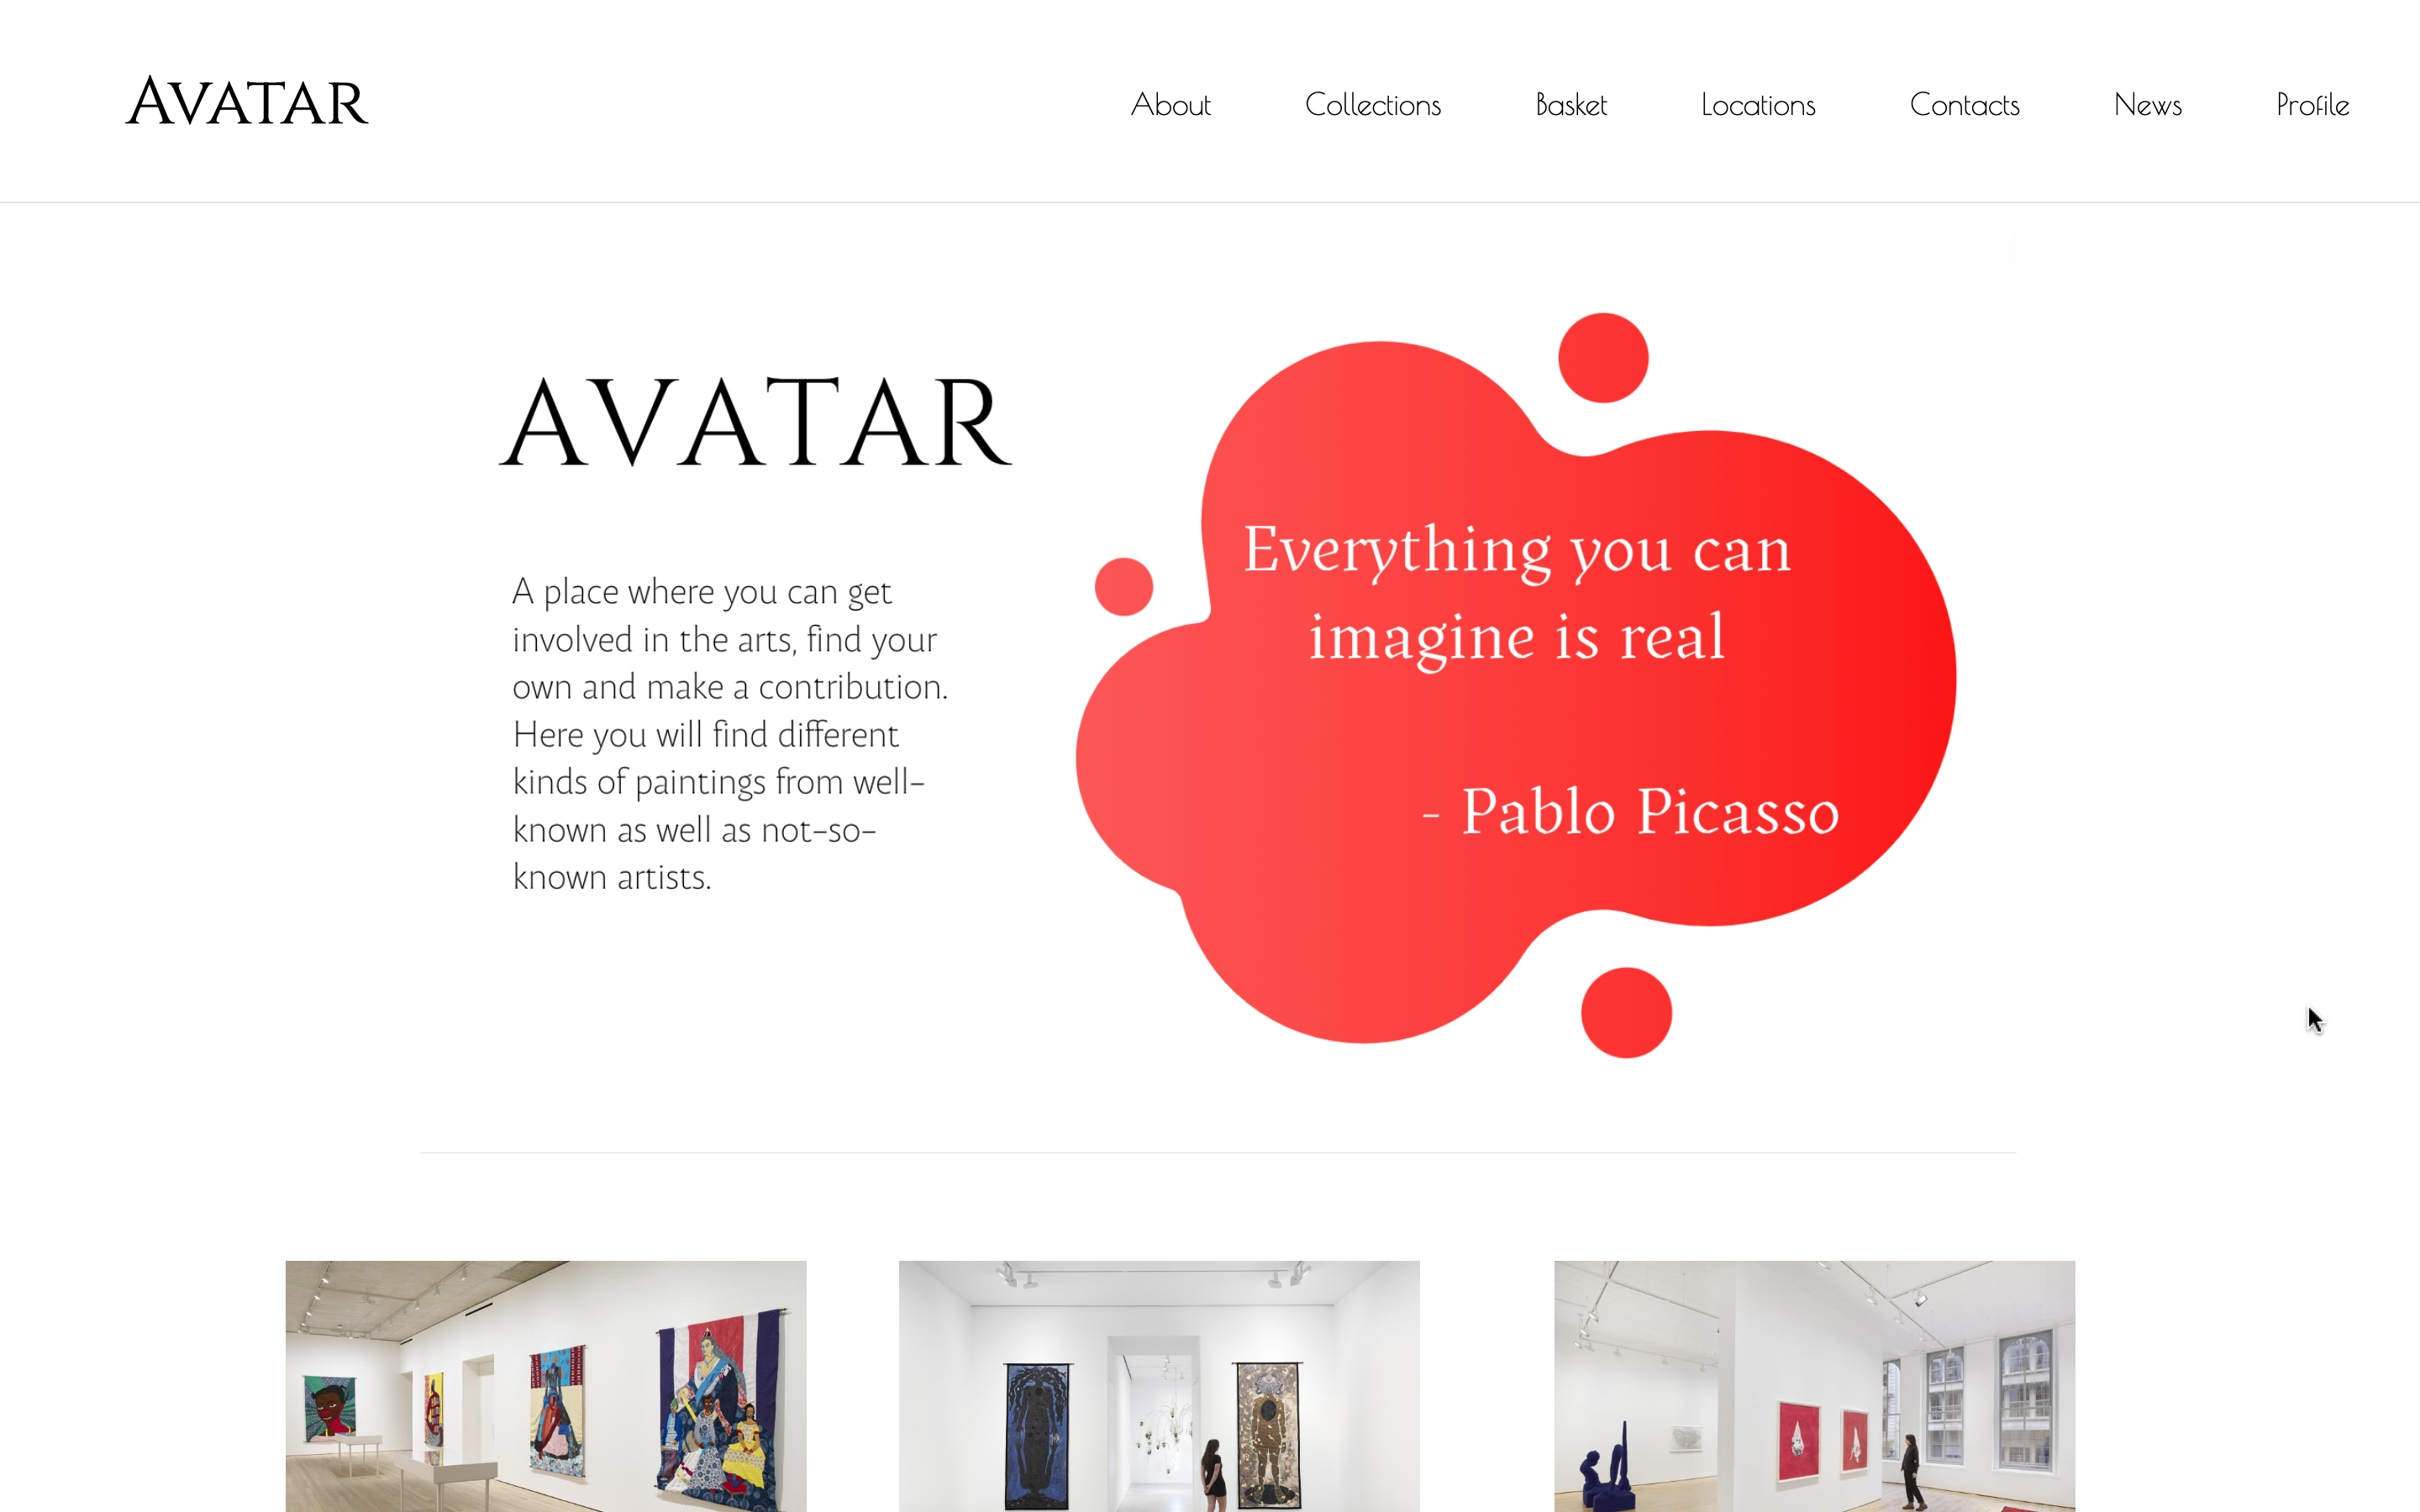 AVATAR
About
Collections
Basket
Locations
Contacts
News
Profile
AVATAR
A place where you can get
involved in the arts, find your
own and make a contribution.
Here you will find different
kinds of paintings from well-
known as well as not-so-
known artists.
Everything you can
imagine is real
- Pablo Picasso